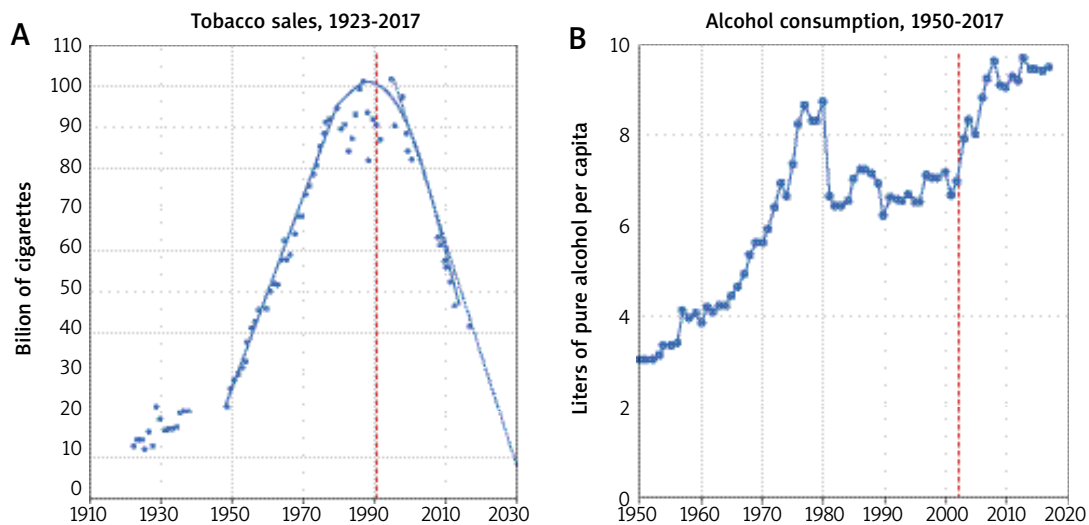 A
Tobacco sales, 1923-2017
Bilion of cigarettes
110
100
90
80
70
60
50
40
30
20
10
0
1910 1930 1950 1970 1990 2010 2030
B
Alcohol consumption, 1950-2017
Liters of pure alcohol per capita
10
8
6
4
2
0
1950 1960 1970 1980 1990 2000 2010 2020